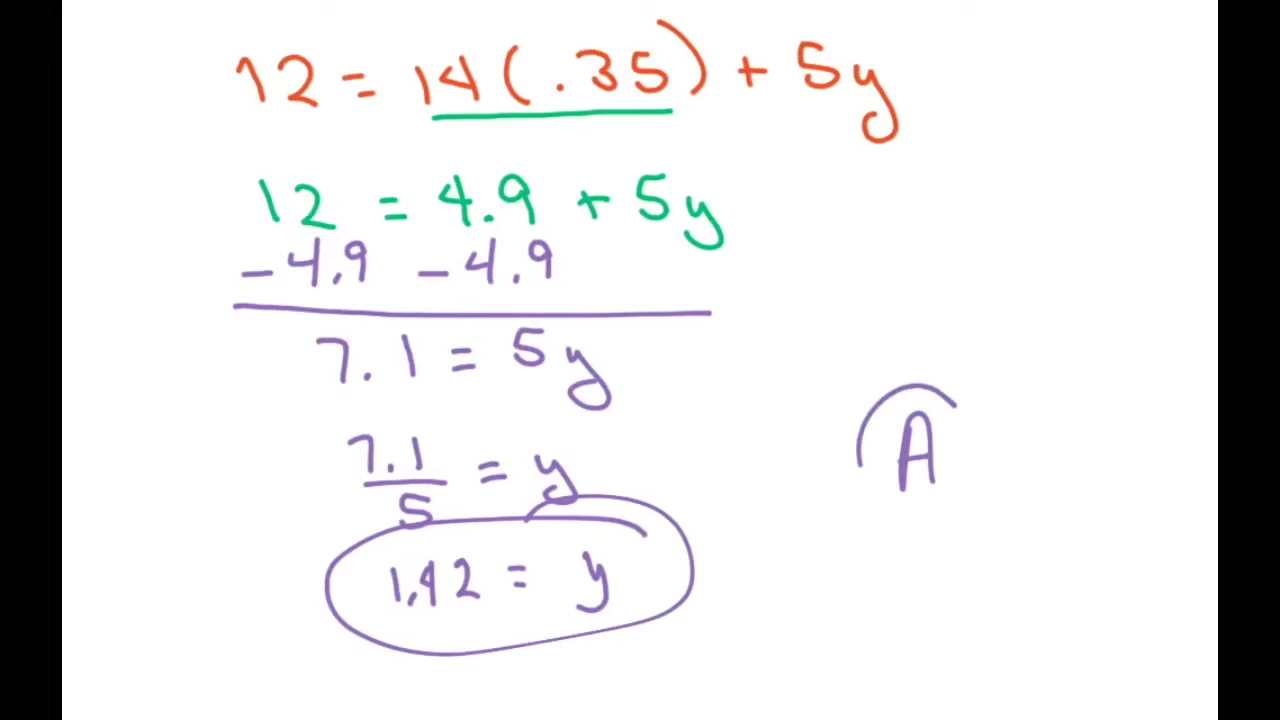 12 = 14(.35) + 5y
12 = 4.9 + 5y
-4.9 -4.9
7.1 = 5y
7.1/5 = y
1.42 = y
A